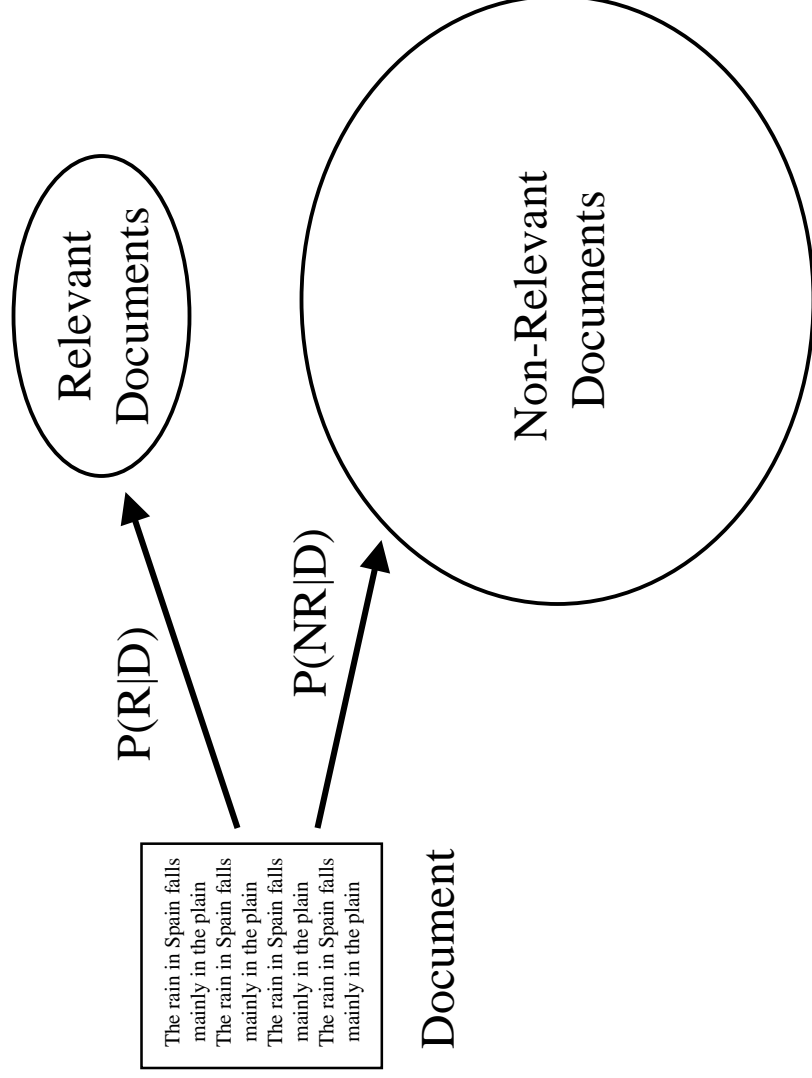 The rain in Spain falls
mainly in the plain
The rain in Spain falls
mainly in the plain
The rain in Spain falls
mainly in the plain
The rain in Spain falls
mainly in the plain
Document
P(R|D)
P(NR|D)
Relevant
Documents
Non-Relevant
Documents